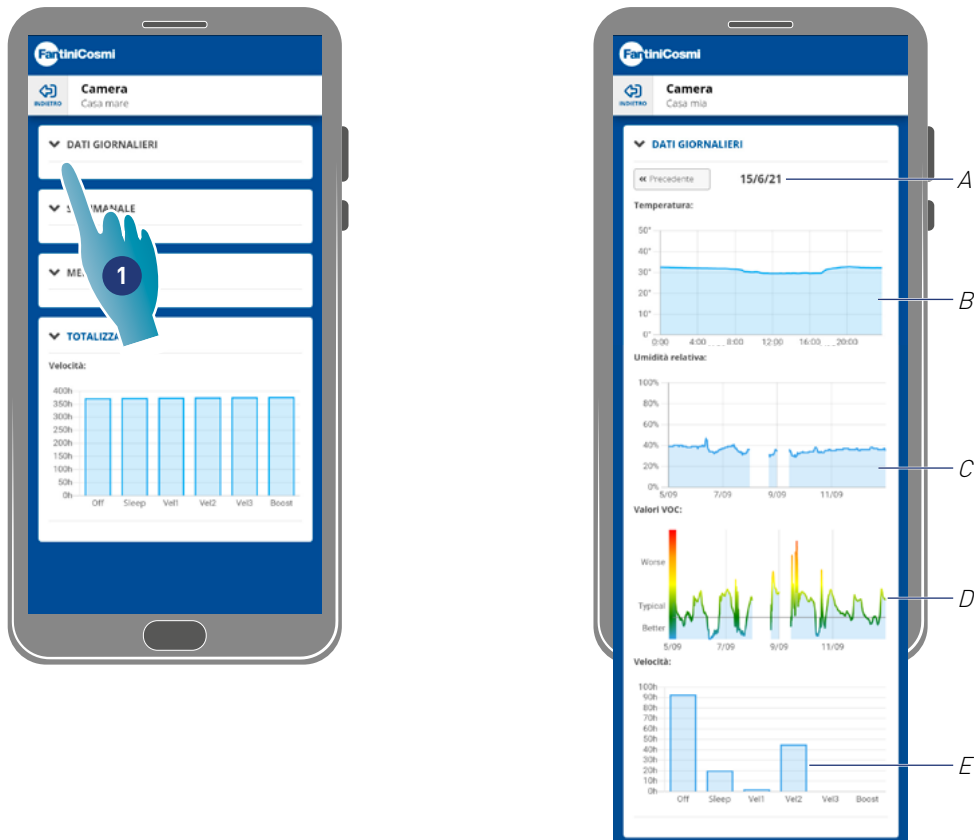 FantiniCosmi
INDIETRO
Camera
Casa mare
DATI GIORNALIERI
TOTALIZZA
Velocità:
400h
350h
300h
250h
200h
150h
100h
50h
0h
Off Sleep Vel1 Vel2 Vel3 Boost
1
FantiniCosmi
INDIETRO
Camera
Casa mia
DATI GIORNALIERI
« Precedente 15/6/21 A
Temperatura:
50°
40°
30°
20°
10°
0°
0:00 4:00 8:00 12:00 16:00 20:00
B
Umidità relativa:
100%
80%
60%
40%
20%
0%
5/09 7/09 9/09 11/09
C
Valori VOC:
Worse
Typical
Better
5/09 7/09 9/09 11/09
D
Velocità:
100h
90h
80h
70h
60h
50h
40h
30h
20h
10h
0h
Off Sleep Vel1 Vel2 Vel3 Boost
E